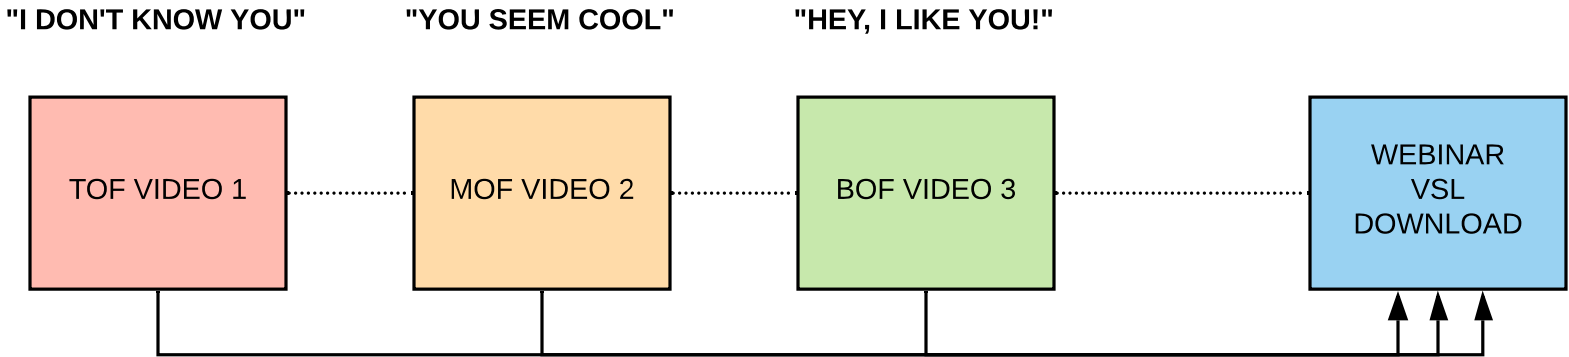 "I DON'T KNOW YOU"
"YOU SEEM COOL"
"HEY, I LIKE YOU!"
TOF VIDEO 1
MOF VIDEO 2
BOF VIDEO 3
WEBINAR
VSL
DOWNLOAD